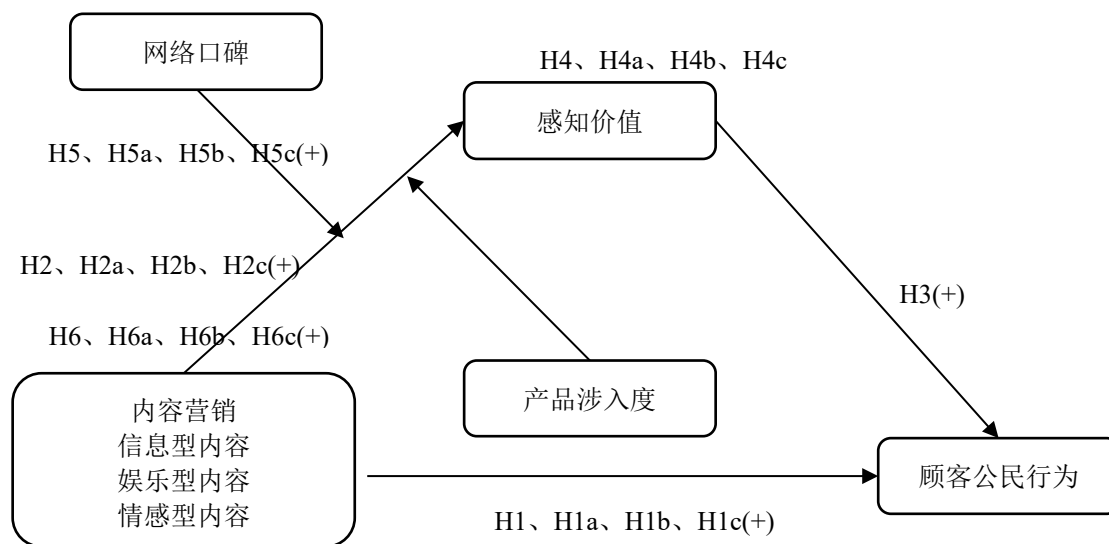 网络口碑
H4、H4a、H4b、H4c
感知价值
H5、H5a、H5b、H5c(+)
H2、H2a、H2b、H2c(+)
H3(+)
H6、H6a、H6b、H6c(+)
产品涉入度
内容营销
信息型内容
娱乐型内容
情感型内容
顾客公民行为
H1、H1a、H1b、H1c(+)